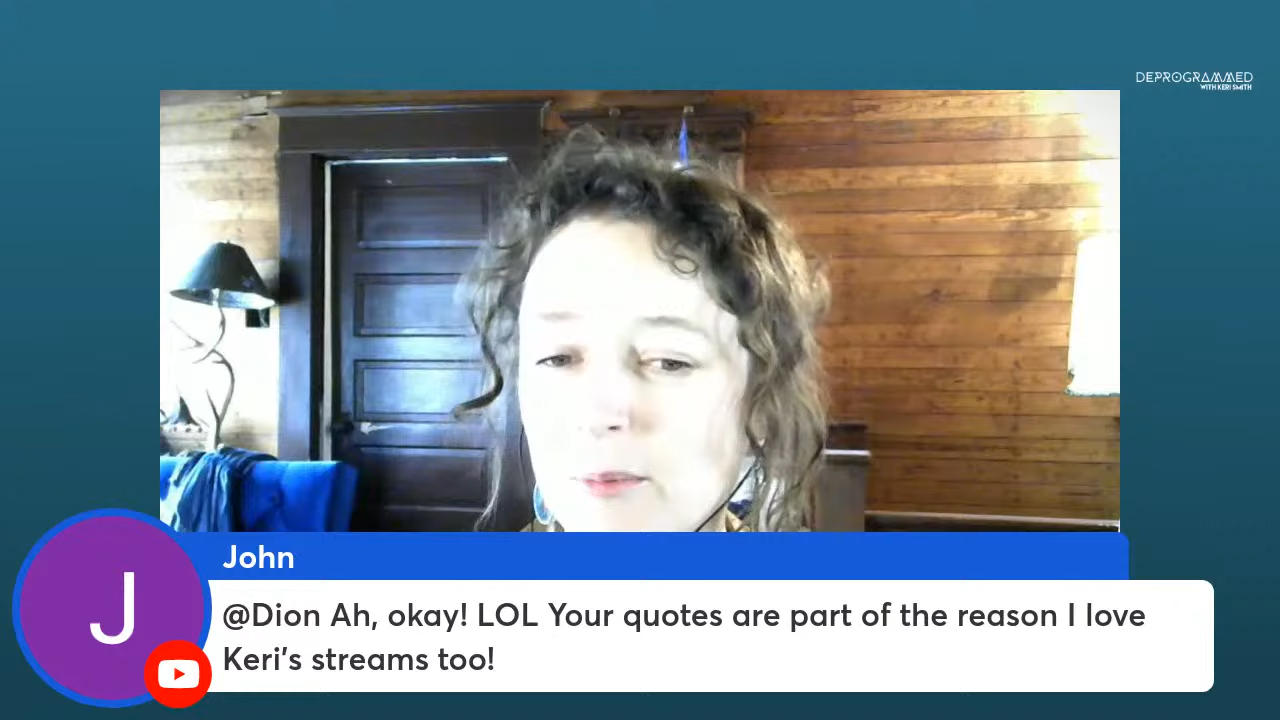 DEPROGRAMMED
WITH KERI SMITH
John
@Dion Ah, okay! LOL Your quotes are part of the reason I love
Keri's streams too!
J